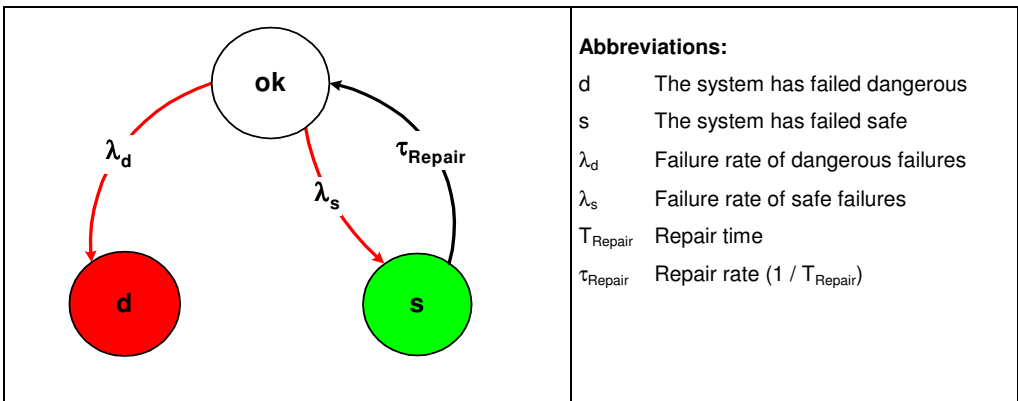 ok
λd
τRepair
λs
d
s
Abbreviations:
d The system has failed dangerous
s The system has failed safe
λd Failure rate of dangerous failures
λs Failure rate of safe failures
TRepair Repair time
τRepair Repair rate (1 / TRepair)